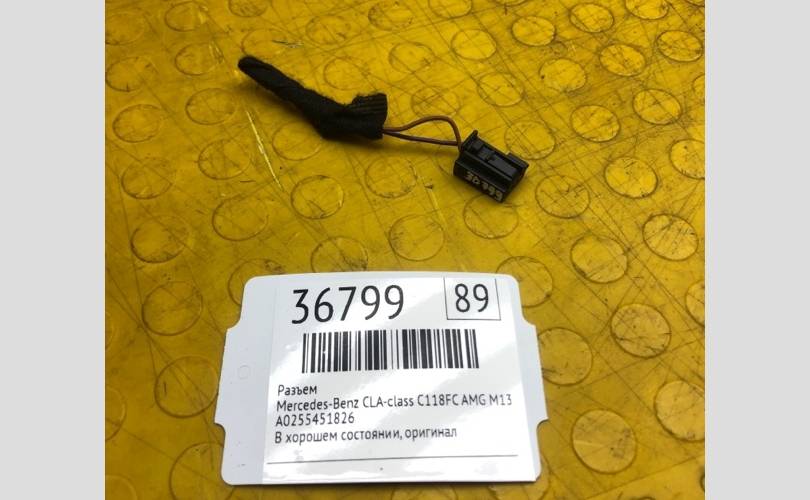 36799 89
Разъем
Mercedes-Benz CLA-class C118FC AMG M13
A0255451826
В хорошем состоянии, оригинал